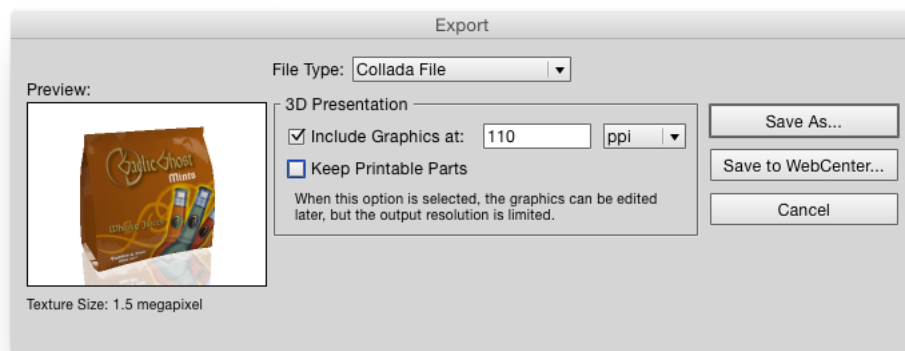 Export
File Type: Collada File
Preview:
3D Presentation
Include Graphics at: 110 ppi
Keep Printable Parts
When this option is selected, the graphics can be edited
later, but the output resolution is limited.
Save As...
Save to WebCenter...
Cancel
Gaelic Ghost
Mints
Texture Size: 1.5 megapixel